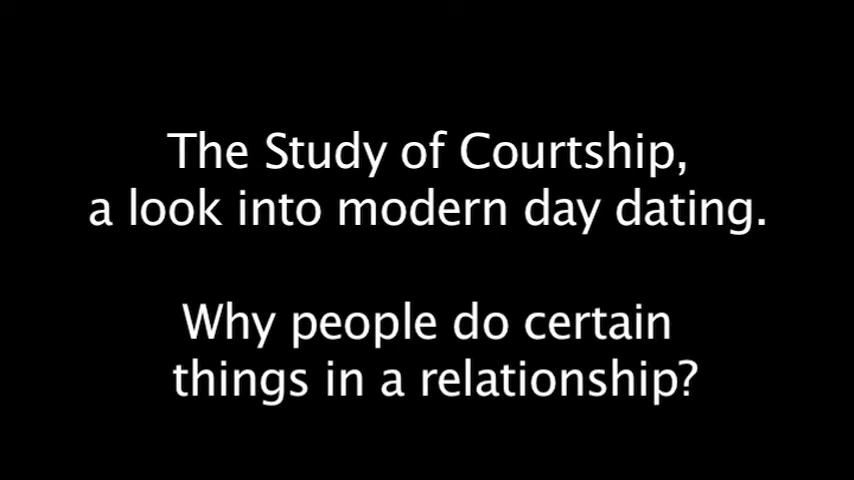 The Study of Courtship,
a look into modern day dating.
Why people do certain
things in a relationship?